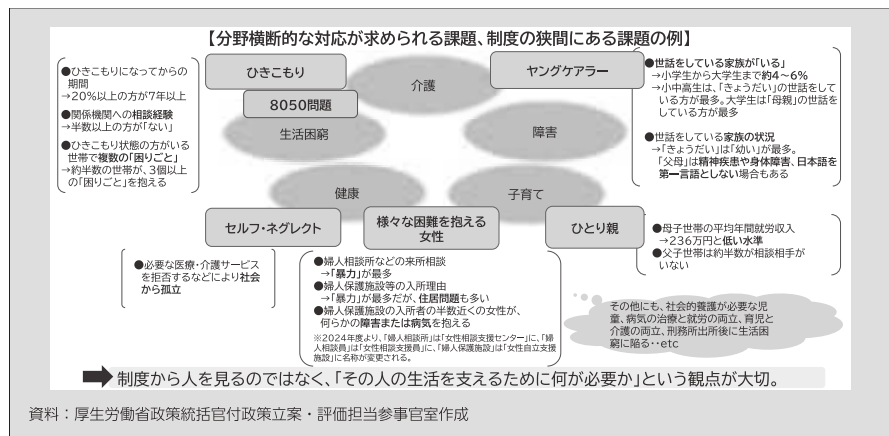 【分野横断的な対応が求められる課題、制度の狭間にある課題の例】
ひきこもり
8050問題
●ひきこもりになってからの
期間
→20%以上の方が7年以上
●関係機関への相談経験
→半数以上の方が「ない」
●ひきこもり状態の方がいる
世帯で複数の「困りごと」
→約半数の世帯が、3個以上
の「困りごと」を抱える
介護
生活困窮
障害
健康
子育て
ヤングケアラー
●世話をしている家族が「いる」
→小学生から大学生まで約4~6%
→小中高生は、「きょうだい」の世話をして
いる方が最多。大学生は「母親」の世話を
している方が最多
●世話をしている家族の状況
→「きょうだい」は「幼い」が最多。
「父母」は精神疾患や身体障害、日本語を
第一言語としない場合もある
セルフ・ネグレクト
●必要な医療・介護サービス
を拒否するなどにより社会
から孤立
様々な困難を抱える
女性
●婦人相談所などの来所相談
→「暴力」が最多
●婦人保護施設等の入所理由
→「暴力」が最多だが、住居問題も多い
●婦人保護施設の入所者の半数近くの女性が、
何らかの障害または病気を抱える
※2024年度より、「婦人相談所」は「女性相談支援センター」に、「婦
人相談員」は「女性相談支援員」に、「婦人保護施設」は「女性自立支援
施設」に名称が変更される。
ひとり親
●母子世帯の平均年間就労収入
→236万円と低い水準
●父子世帯は約半数が相談相手が
いない
その他にも、社会的養護が必要な児
童、病気の治療と就労の両立、育児と
介護の両立、刑務所出所後に生活困
窮に陥る・・etc
制度から人を見るのではなく、「その人の生活を支えるために何が必要か」という観点が大切。
資料：厚生労働省政策統括官付政策立案・評価担当参事官室作成